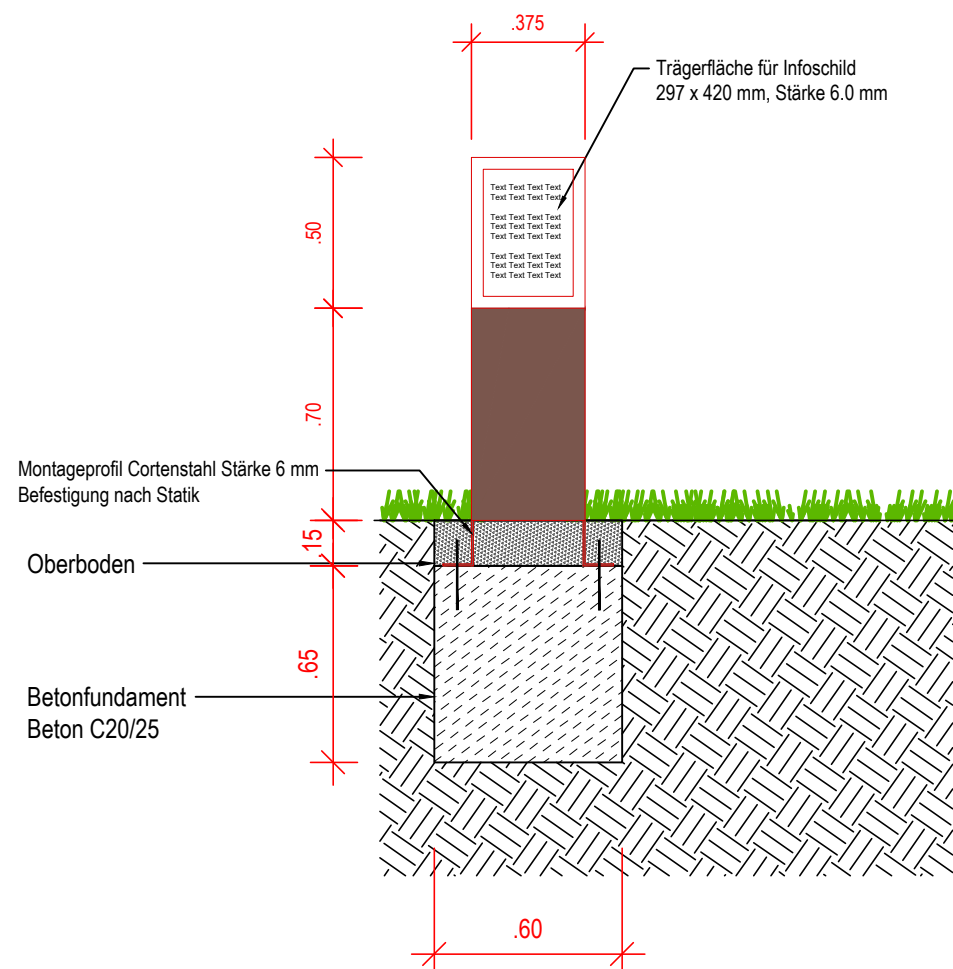 .375
Trägerfläche für Infoschild
297 x 420 mm, Stärke 6.0 mm
.50
Text Text Text Text
Text Text Text Text
Text Text Text Text
Text Text Text Text
Text Text Text Text
Text Text Text Text
Text Text Text Text
Text Text Text Text
.70
Montageprofil Cortenstahl Stärke 6 mm
Befestigung nach Statik
.15
Oberboden
.65
Betonfundament
Beton C20/25
.60